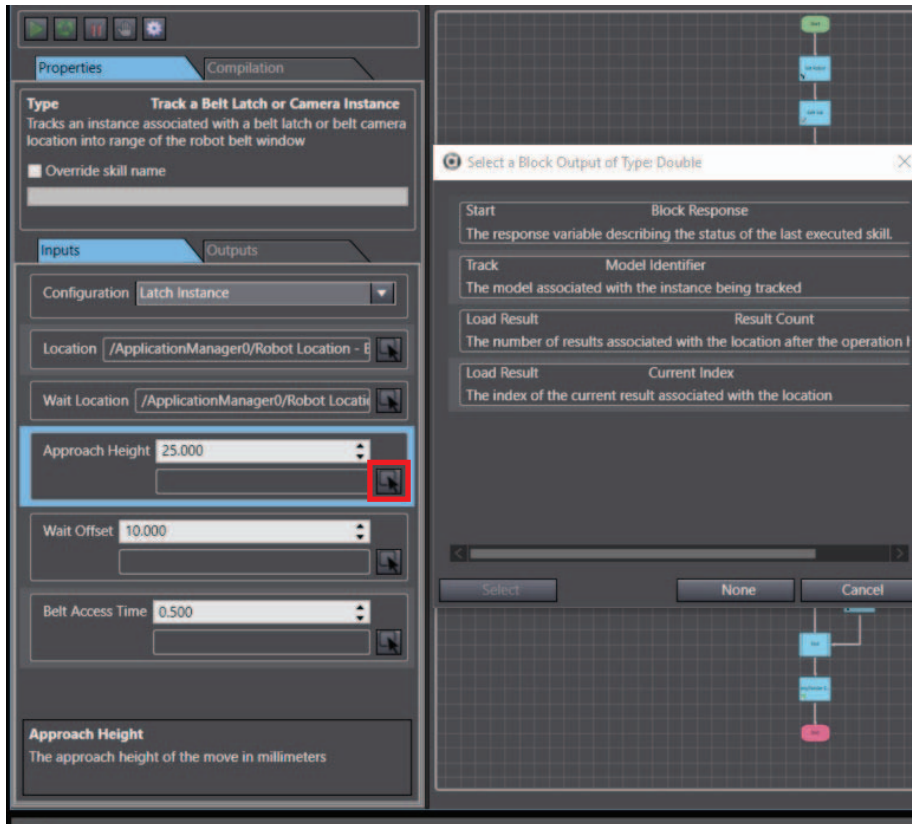 Properties
Compilation
Type Track a Belt Latch or Camera Instance
Tracks an instance associated with a belt latch or belt camera
location into range of the robot belt window
Override skill name
Inputs
Outputs
Configuration Latch Instance
Location /ApplicationManager0/Robot Location - B
Wait Location /ApplicationManager0/Robot Locatic
Approach Height 25.000
Wait Offset 10.000
Belt Access Time 0.500
Approach Height
The approach height of the move in millimeters
Select a Block Output of Type: Double
Start Block Response
The response variable describing the status of the last executed skill.
Track Model Identifier
The model associated with the instance being tracked
Load Result Result Count
The number of results associated with the location after the operation
Load Result Current Index
The index of the current result associated with the location
Select
None
Cancel